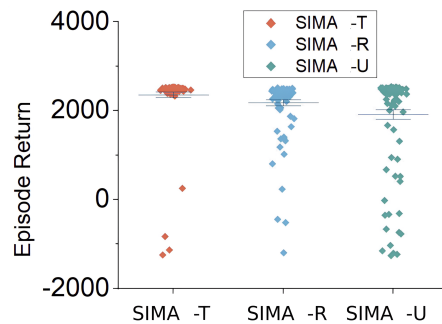 4000
2000
0
-2000
Episode Return
SIMA -T
SIMA -R
SIMA -U
SIMA -T
SIMA -R
SIMA -U